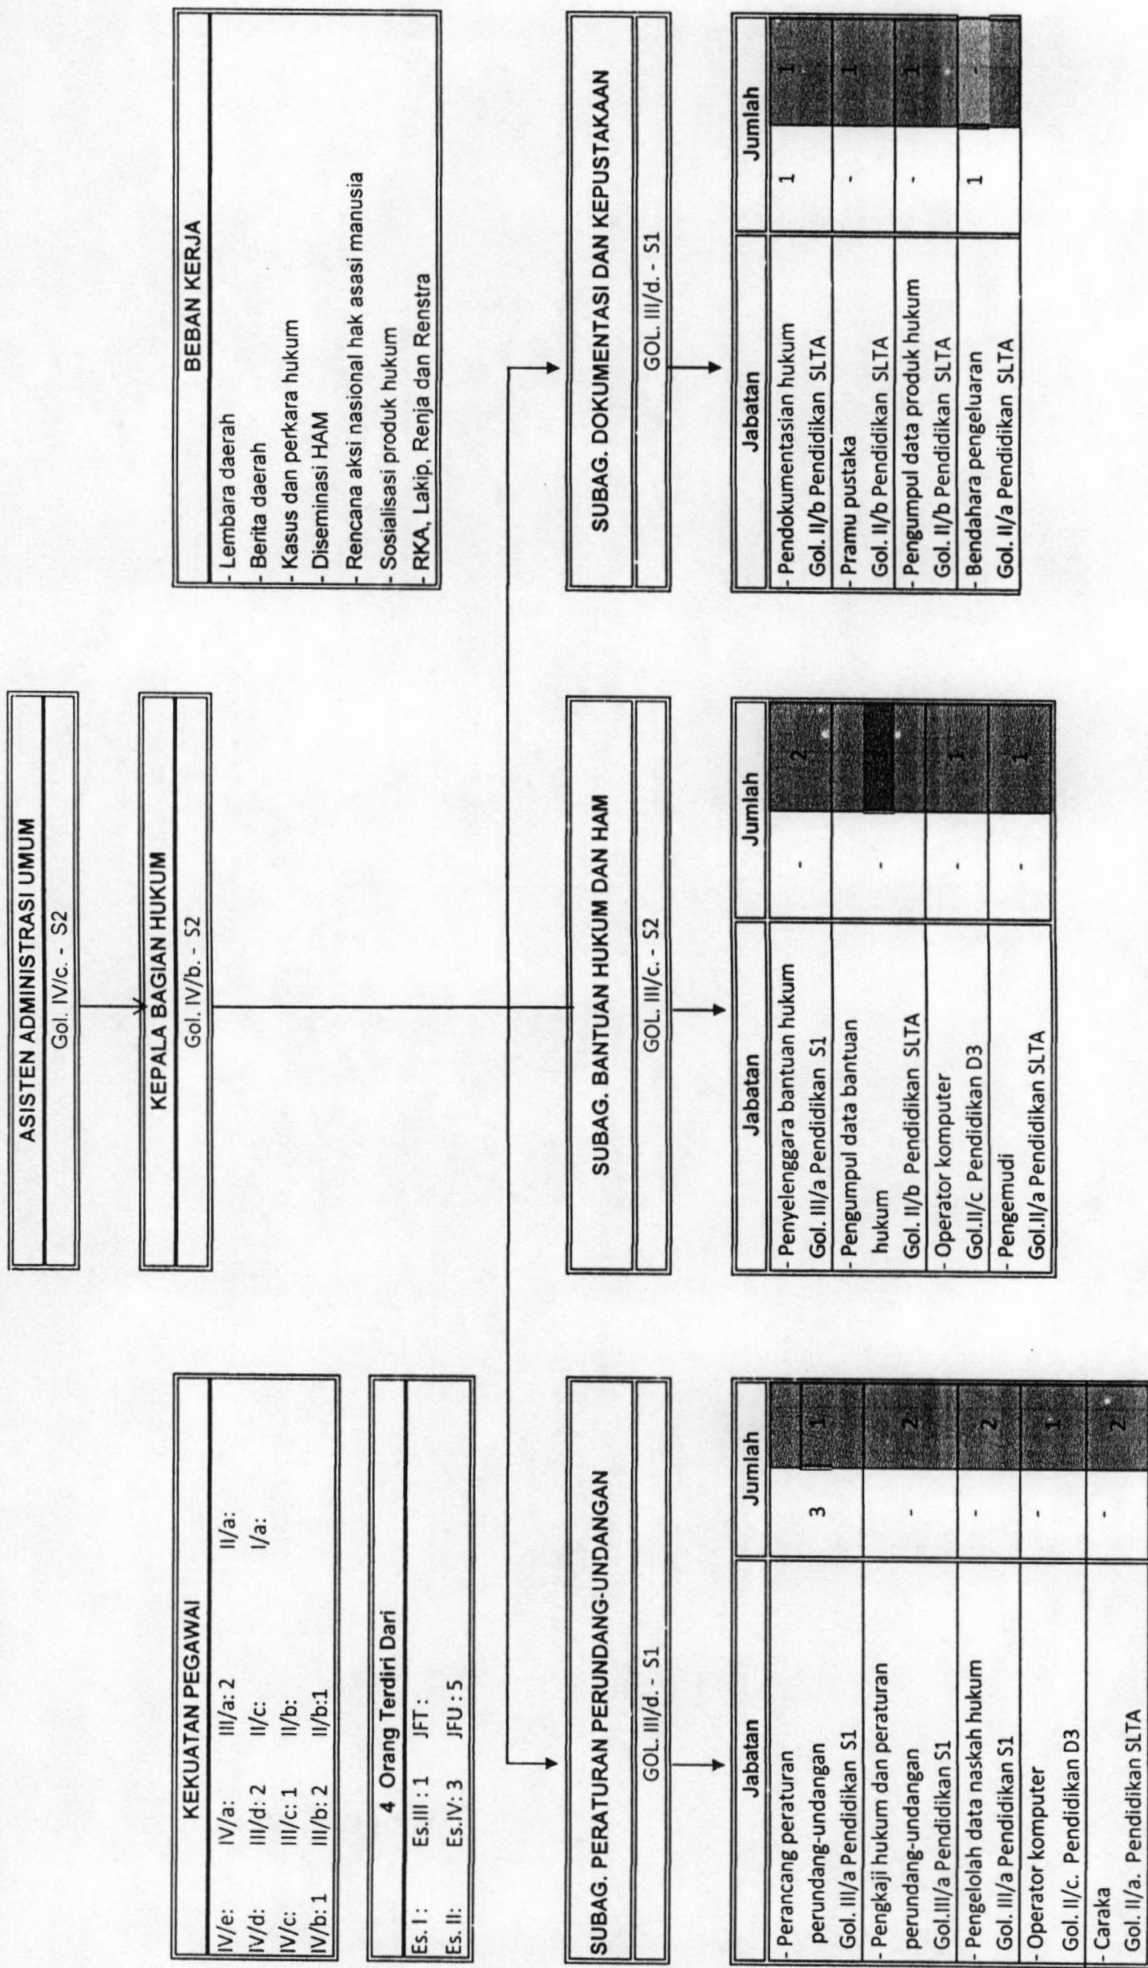 ASISTEN ADMINISTRASI UMUM
Gol. IV/c. - S2
KEPALA BAGIAN HUKUM
Gol. IV/b. - S2
KEKUATAN PEGAWAI
IV/e: IV/a: III/a: 2 II/a:
IV/d: III/d: 2 II/c: I/a:
IV/c: III/c: 1 II/b:
IV/b: 1 III/b: 2 II/b:1
4 Orang Terdiri Dari
Es. I : Es.III : 1 JFT :
Es. II: Es.IV: 3 JFU : 5
BEBAN KERJA
- Lembara daerah
- Berita daerah
- Kasus dan perkara hukum
- Diseminasi HAM
- Rencana aksi nasional hak asasi manusia
- Sosialisasi produk hukum
- RKA, Lakip, Renja dan Renstra
SUBAG. PERATURAN PERUNDANG-UNDANGAN
GOL. III/d. - S1
Jabatan Jumlah
- Perancang peraturan
perundang-undangan 3 1
Gol. III/a Pendidikan S1
- Pengkaji hukum dan peraturan
perundang-undangan - 2
Gol.III/a Pendidikan S1
- Pengelolah data naskah hukum - 2
Gol. III/a Pendidikan S1
- Operator komputer - 1
Gol. II/c. Pendidikan D3
- Caraka - 2
Gol. II/a. Pendidikan SLTA
SUBAG. BANTUAN HUKUM DAN HAM
GOL. III/c. - S2
Jabatan Jumlah
- Penyelenggara bantuan hukum - 2
Gol. III/a Pendidikan S1
- Pengumpul data bantuan -
hukum
Gol. II/b Pendidikan SLTA
- Operator komputer - 1
Gol.II/c Pendidikan D3
- Pengemudi - 1
Gol.II/a Pendidikan SLTA
SUBAG. DOKUMENTASI DAN KEPUSTAKAAN
GOL. III/d. - S1
Jabatan Jumlah
- Pendokumentasian hukum 1 1
Gol. II/b Pendidikan SLTA
- Pramu pustaka - 1
Gol. II/b Pendidikan SLTA
- Pengumpul data produk hukum - 1
Gol. II/b Pendidikan SLTA
- Bendahara pengeluaran 1 -
Gol. II/a Pendidikan SLTA